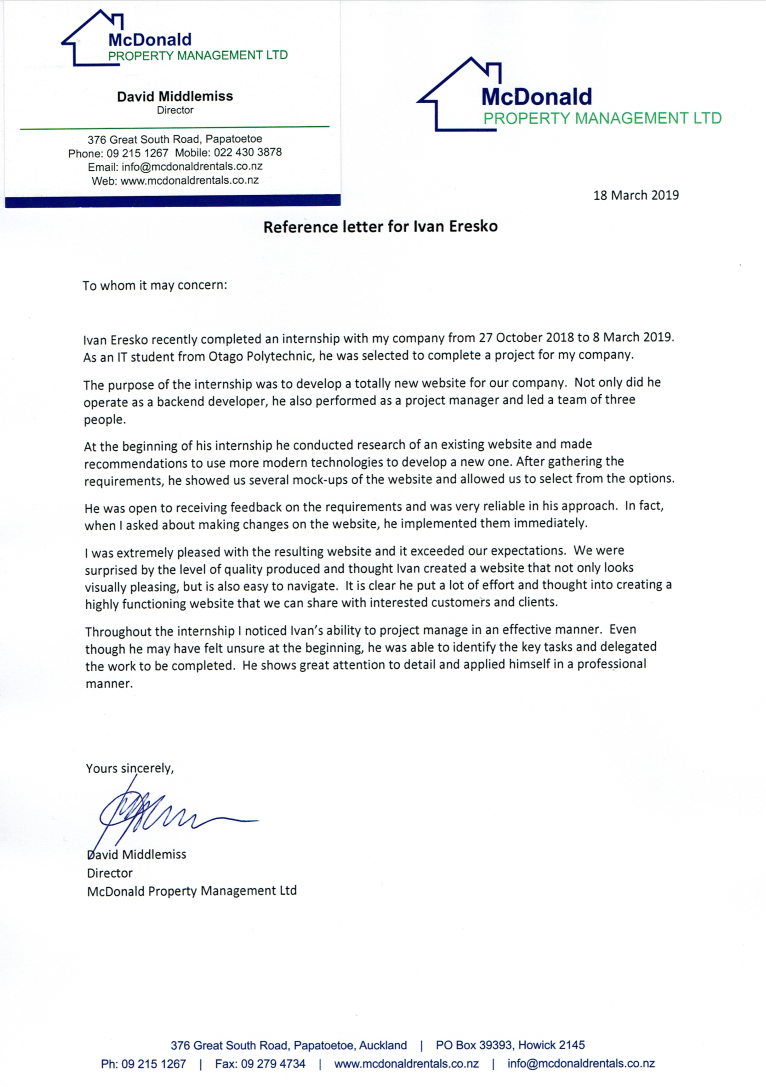 McDonald
PROPERTY MANAGEMENT LTD
David Middlemiss
Director
376 Great South Road, Papatoetoe
Phone: 09 215 1267 Mobile: 022 430 3878
Email: info@mcdonaldrentals.co.nz
Web: www.mcdonaldrentals.co.nz
McDonald
PROPERTY MANAGEMENT LTD
18 March 2019
Reference letter for Ivan Eresko
To whom it may concern:
Ivan Eresko recently completed an internship with my company from 27 October 2018 to 8 March 2019.
As an IT student from Otago Polytechnic, he was selected to complete a project for my company.
The purpose of the internship was to develop a totally new website for our company. Not only did he
operate as a backend developer, he also performed as a project manager and led a team of three
people.
At the beginning of his internship he conducted research of an existing website and made
recommendations to use more modern technologies to develop a new one. After gathering the
requirements, he showed us several mock-ups of the website and allowed us to select from the options.
He was open to receiving feedback on the requirements and was very reliable in his approach. In fact,
when I asked about making changes on the website, he implemented them immediately.
I was extremely pleased with the resulting website and it exceeded our expectations. We were
surprised by the level of quality produced and thought Ivan created a website that not only looks
visually pleasing, but is also easy to navigate. It is clear he put a lot of effort and thought into creating a
highly functioning website that we can share with interested customers and clients.
Throughout the internship I noticed Ivan's ability to project manage in an effective manner. Even
though he may have felt unsure at the beginning, he was able to identify the key tasks and delegated
the work to be completed. He shows great attention to detail and applied himself in a professional
manner.
Yours sincerely,
David Middlemiss
Director
McDonald Property Management Ltd
376 Great South Road, Papatoetoe, Auckland | PO Box 39393, Howick 2145
Ph: 09 215 1267 | Fax: 09 279 4734 | www.mcdonaldrentals.co.nz | info@mcdonaldrentals.co.nz